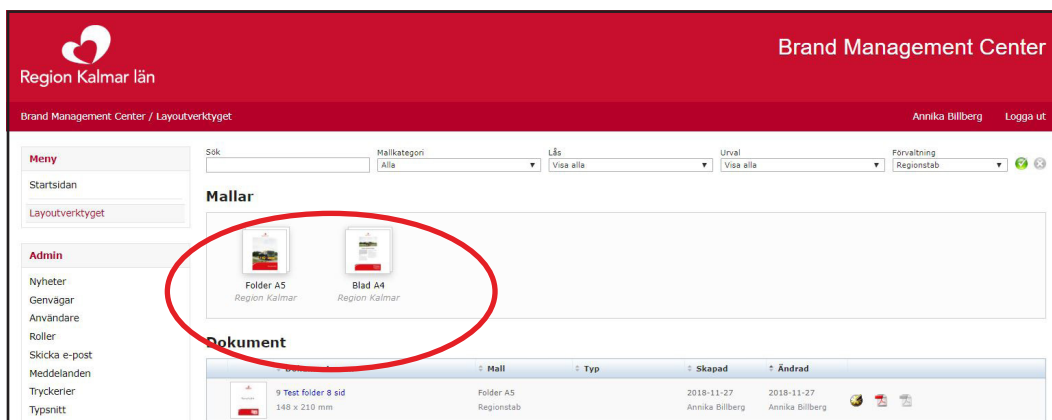 Region Kalmar län
Brand Management Center
Brand Management Center / Layoutverktyget
Annika Billberg Logga ut
Meny
Startsidan
Layoutverktyget
Admin
Nyheter
Genvägar
Användare
Roller
Skicka e-post
Meddelanden
Tryckerier
Typsnitt
Sök Mallkategori Lås Urval Förvaltning
Alla Visa alla Visa alla Regionstab
Mallar
Folder A5 Blad A4
Region Kalmar Region Kalmar
Dokument
Mall Typ Skapad Ändrad
9 Test folder 8 sid Folder A5 2018-11-27 2018-11-27
148 x 210 mm Regionstab Annika Billberg Annika Billberg